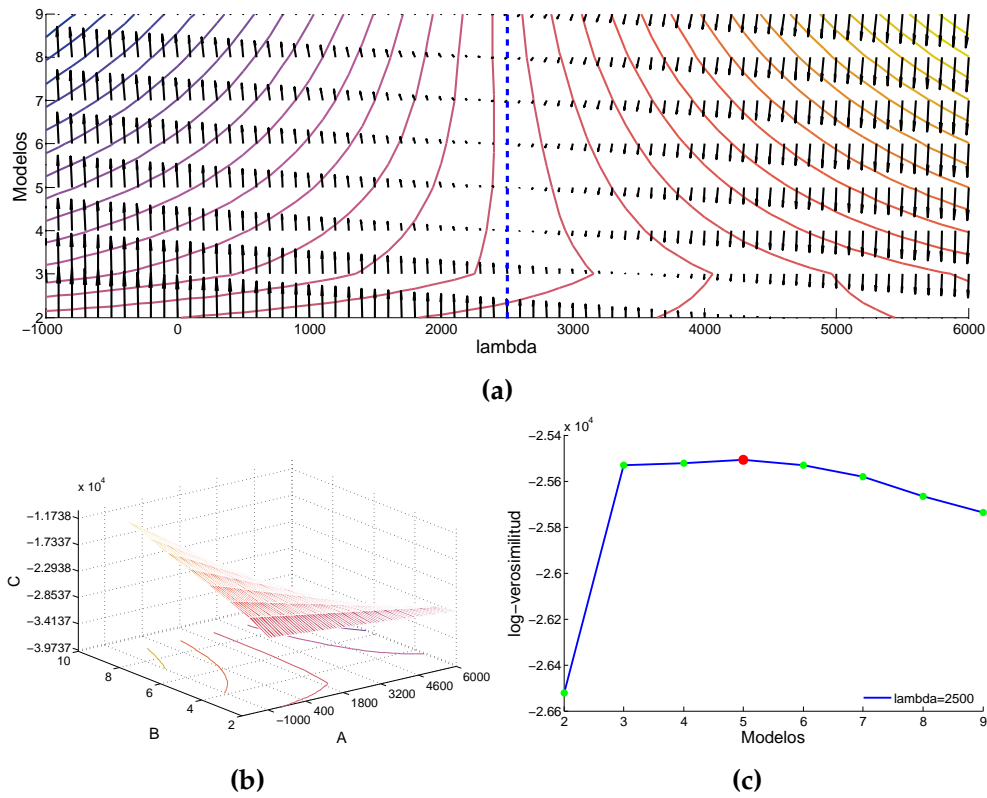 9
8
7
6
5
4
3
2
Modelos
−1000 0 1000 2000 3000 4000 5000 6000
lambda
(a)
x 10^4
−1.1738
−1.7337
−2.2938
−2.8537
−3.4137
−3.9737
C
10
8
6
4
2
B
−1000 400 1800 3200 4600 6000
A
(b)
x 10^4
−2.54
−2.56
−2.58
−2.6
−2.62
−2.64
−2.66
log−verosimilitud
lambda=2500
2 3 4 5 6 7 8 9
Modelos
(c)